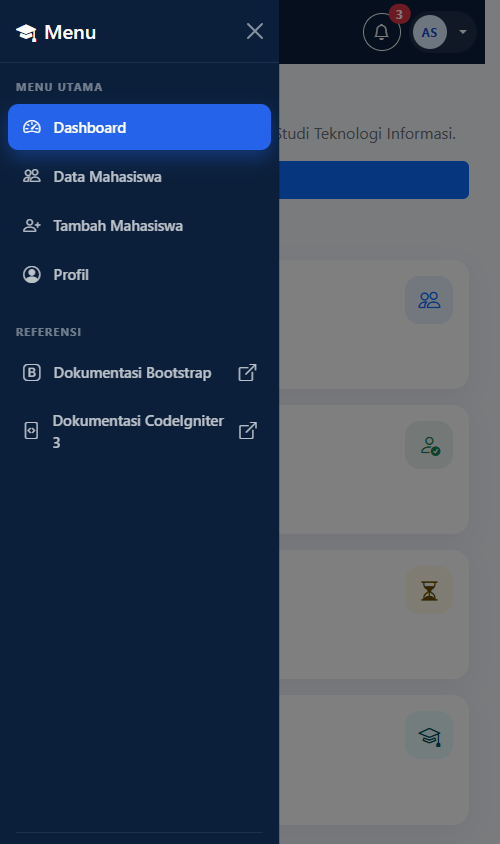 Menu
3
AS
MENU UTAMA
Dashboard
Studi Teknologi Informasi.
Data Mahasiswa
Tambah Mahasiswa
Profil
REFERENSI
Dokumentasi Bootstrap
Dokumentasi CodeIgniter
3